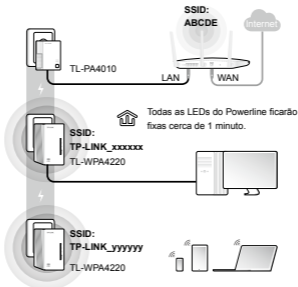 SSID:
ABCDE
Internet
TL-PA4010
LAN
WAN
Todas as LEDs do Powerline ficarão
fixas cerca de 1 minuto.
SSID:
TP-LINK_xxxxxx
TL-WPA4220
SSID:
TP-LINK_yyyyyy
TL-WPA4220